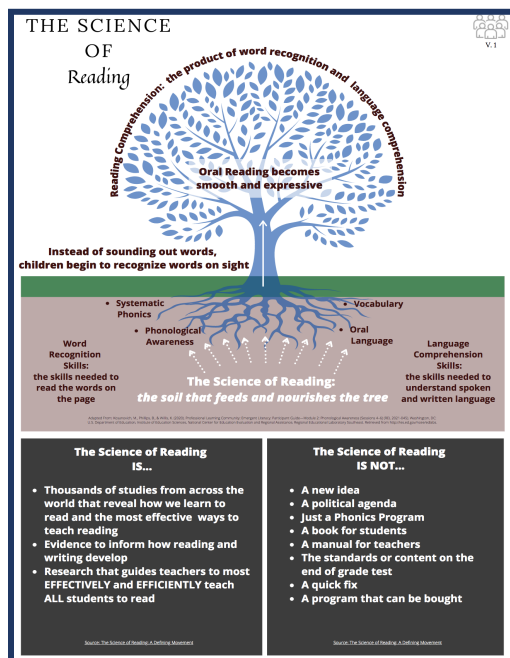 THE SCIENCE
OF
Reading
V. 1
Reading Comprehension: the product of word recognition and language comprehension
Oral Reading becomes
smooth and expressive
Instead of sounding out words,
children begin to recognize words on sight
• Systematic
Phonics
• Vocabulary
• Phonological
Awareness
• Oral
Language
Word
Recognition
Skills:
the skills needed to
read the words on
the page
Language
Comprehension
Skills:
the skills needed to
understand spoken
and written language
The Science of Reading:
the soil that feeds and nourishes the tree
The Science of Reading
IS...
• Thousands of studies from across the
world that reveal how we learn to
read and the most effective ways to
teach reading
• Evidence to inform how reading and
writing develop
• Research that guides teachers to most
EFFECTIVELY and EFFICIENTLY teach
ALL students to read
Source: The Science of Reading: A Defining Movement
The Science of Reading
IS NOT...
• A new idea
• A political agenda
• Just a Phonics Program
• A book for students
• A manual for teachers
• The standards or content on the
end of grade test
• A quick fix
• A program that can be bought
Source: The Science of Reading: A Defining Movement